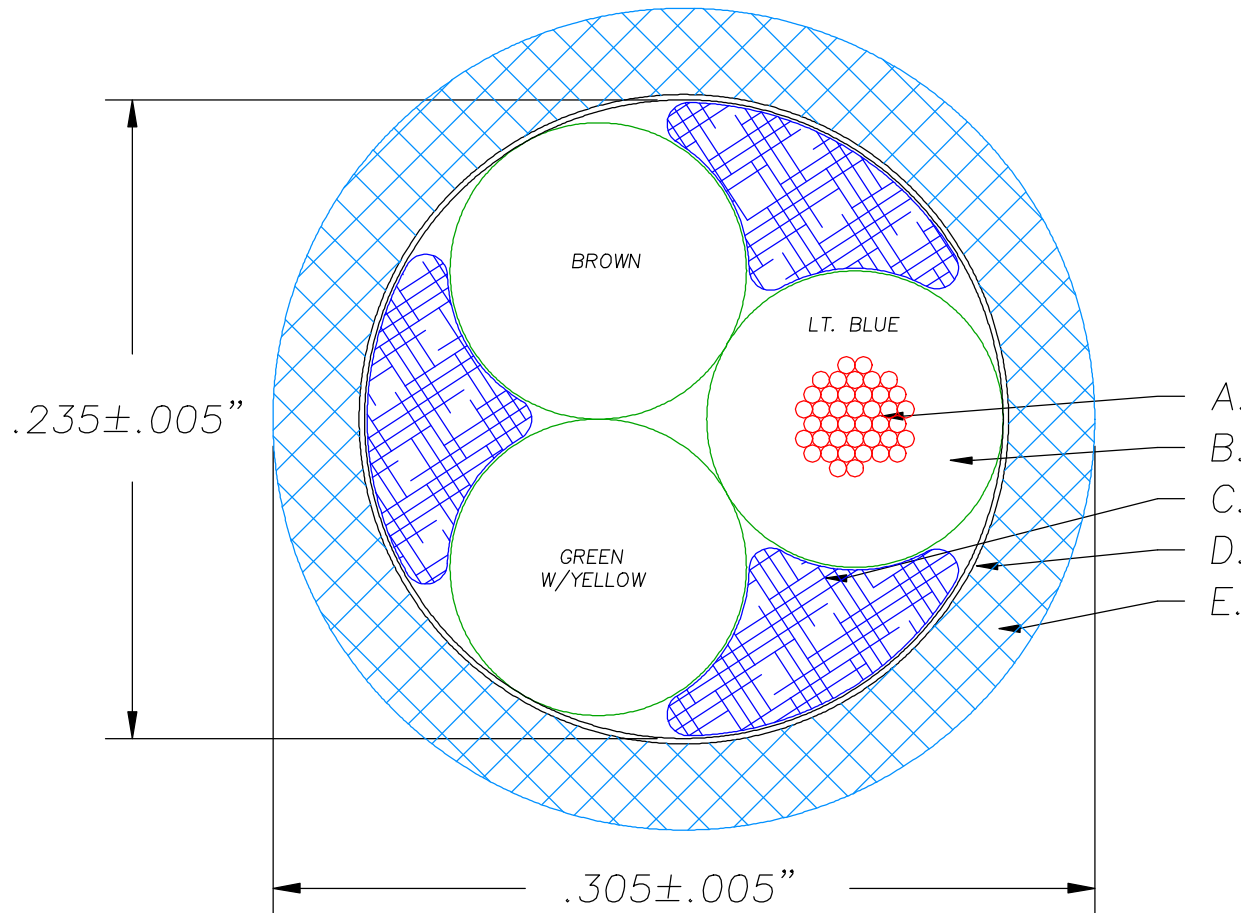 BROWN
LT. BLUE
.235±.005”
A.
B.
C.
GREEN
W/YELLOW
D.
E.
.305±.005”